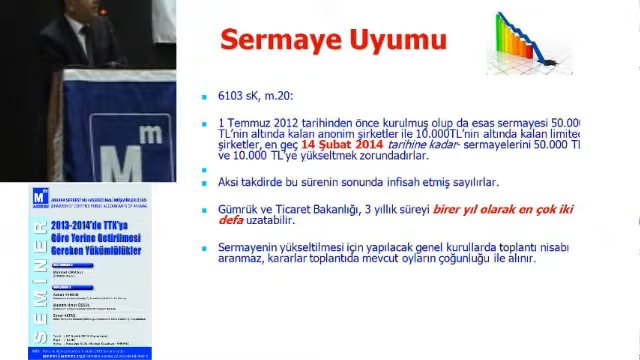 Sermaye Uyumu
6103 sK, m.20:
1 Temmuz 2012 tarihinden önce kurulmuş olup da esas sermayesi 50.000
TL'nin altında kalan anonim şirketler ile 10.000TL'nin altında kalan limited
şirketler, en geç 14 Şubat 2014 tarihine kadar- sermayelerini 50.000 TL
ve 10.000 TL'ye yükseltmek zorundadırlar.
Aksi takdirde bu sürenin sonunda infisah etmiş sayılırlar.
Gümrük ve Ticaret Bakanlığı, 3 yıllık süreyi birer yıl olarak en çok iki
defa uzatabilir.
Sermayenin yükseltilmesi için yapılacak genel kurullarda toplantı nisabı
aranmaz, kararlar toplantıda mevcut oyların çoğunluğu ile alınır.
Mm
SEMİNER
2013-2014'de TTK'ya
Göre Yerine Getirilmesi
Gereken Yükümlülükler